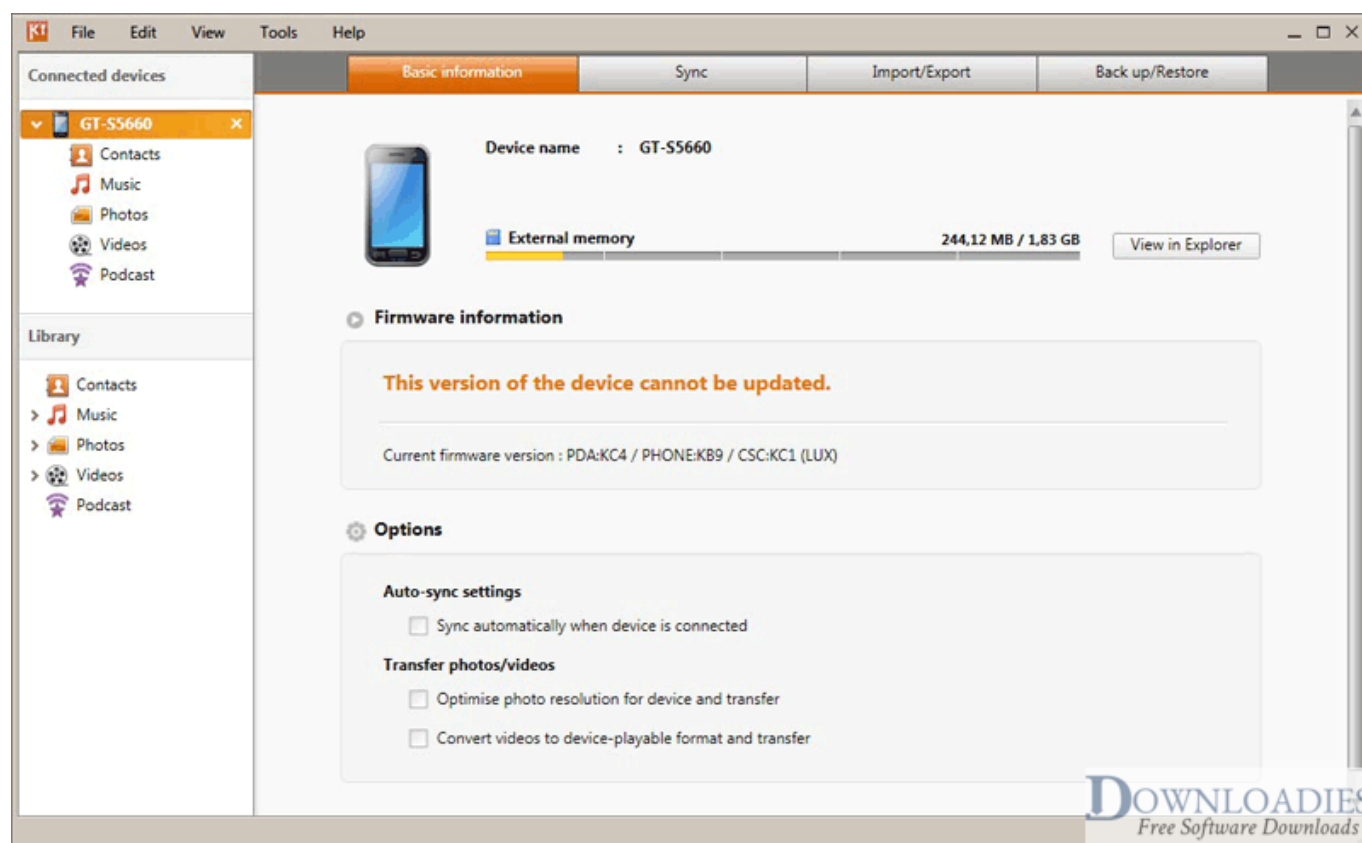 File Edit View Tools Help
Connected devices
Basic information Sync Import/Export Back up/Restore
GT-S5660
Contacts
Music
Photos
Videos
Podcast
Device name : GT-S5660
External memory 244,12 MB / 1,83 GB View in Explorer
Firmware information
Library
This version of the device cannot be updated.
Contacts
Music
Photos
Videos
Podcast
Current firmware version : PDA:KC4 / PHONE:KB9 / CSC:KC1 (LUX)
Options
Auto-sync settings
Sync automatically when device is connected
Transfer photos/videos
Optimise photo resolution for device and transfer
Convert videos to device-playable format and transfer
DOWNLOADIES
Free Software Downloads